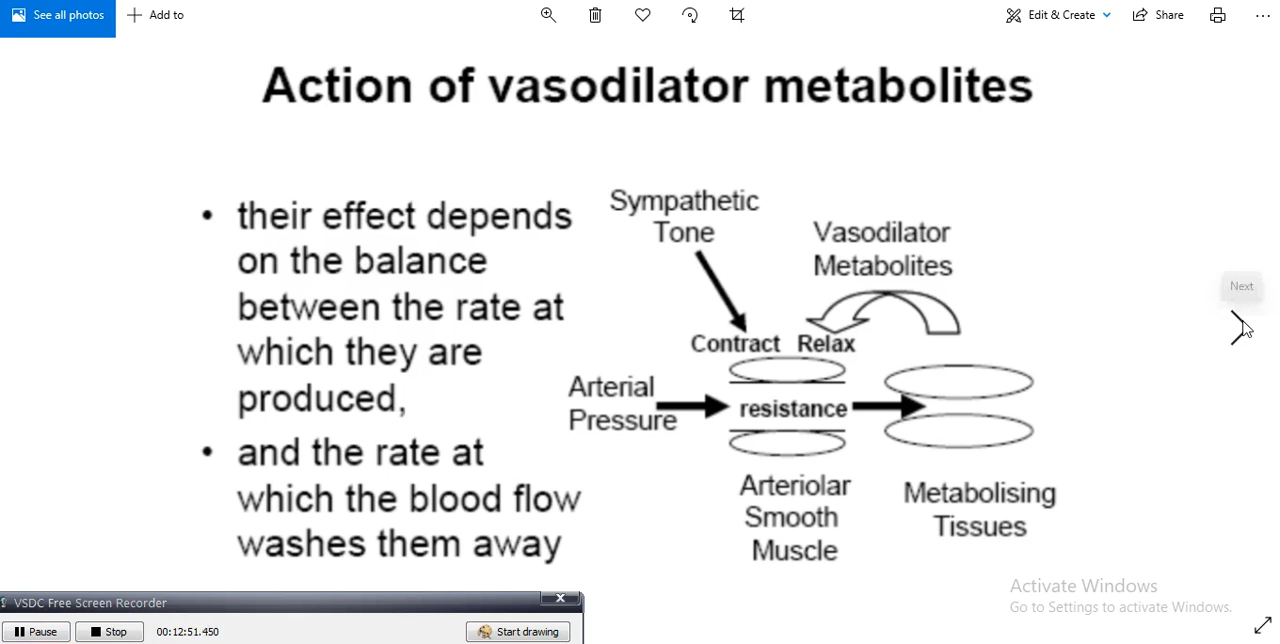 See all photos
Add to
Edit & Create
Share
Action of vasodilator metabolites
• their effect depends
on the balance
between the rate at
which they are
produced,
• and the rate at
which the blood flow
washes them away
Sympathetic
Tone
Vasodilator
Metabolites
Contract Relax
Arterial
Pressure
resistance
Arteriolar
Smooth
Muscle
Metabolising
Tissues
Next
Activate Windows
Go to Settings to activate Windows.
VSDC Free Screen Recorder
Pause
Stop
00:12:51.450
Start drawing